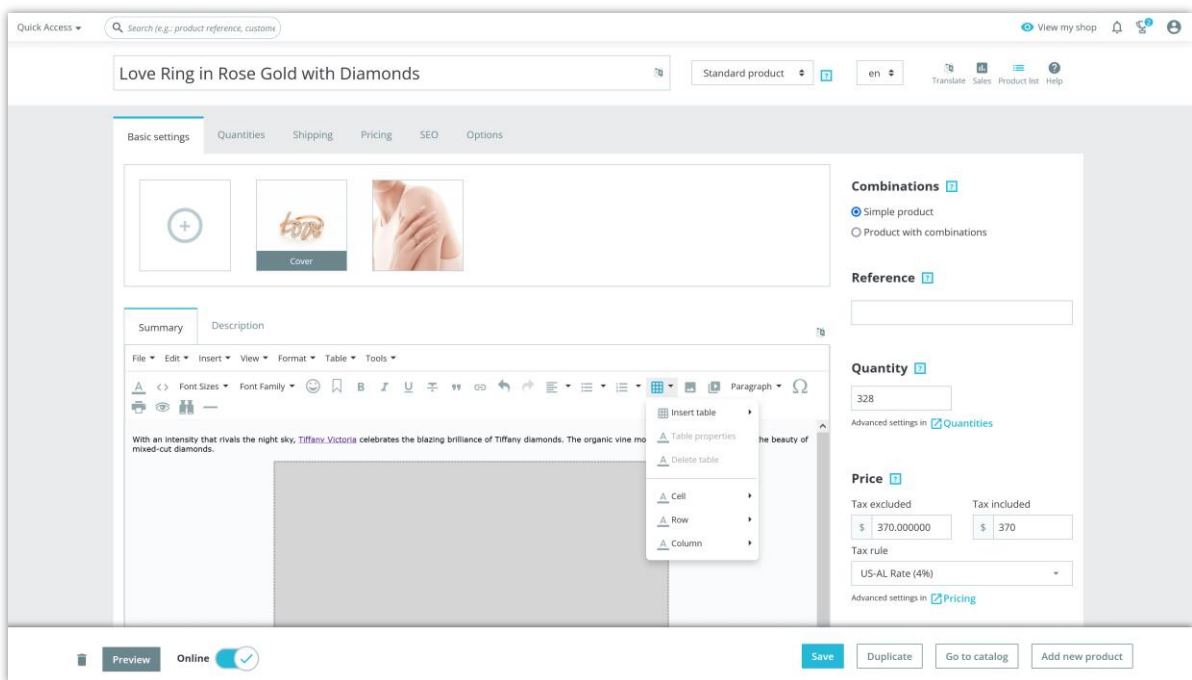 Quick Access
Search (e.g.: product reference, custome
View my shop
2
Love Ring in Rose Gold with Diamonds
Standard product
?
en
Translate Sales Product list Help
Basic settings Quantities Shipping Pricing SEO Options
Cover
Combinations ?
Simple product
Product with combinations
Reference ?
Summary Description
File Edit Insert View Format Table Tools
A <> Font Sizes Font Family B I U Paragraph Ω
Insert table
A Table properties
A Delete table
A Cell
A Row
A Column
With an intensity that rivals the night sky, Tiffany Victoria celebrates the blazing brilliance of Tiffany diamonds. The organic vine mo the beauty of
mixed-cut diamonds.
Quantity ?
328
Advanced settings in Quantities
Price ?
Tax excluded Tax included
$ 370.000000 $ 370
Tax rule
US-AL Rate (4%)
Advanced settings in Pricing
Preview Online Save Duplicate Go to catalog Add new product